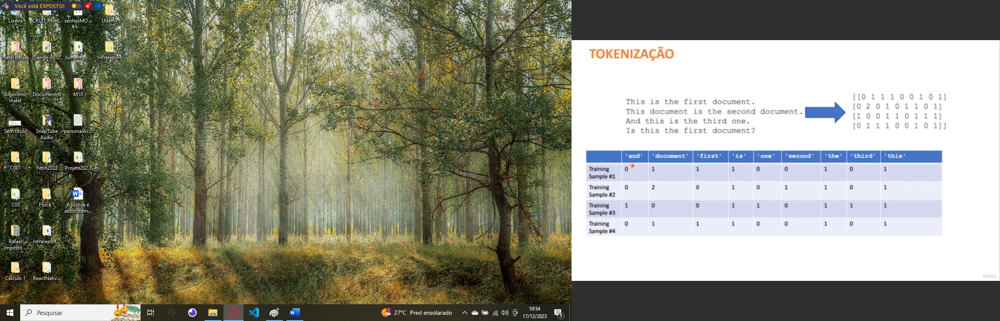 Você está EXPOSTO!
Lixeira
CRUD_Mon...
senhasMO...
Udemy
Inatel bolsas
Django-RES...
Jumping-j...
Infrareport
Algoritmo
Inatel
Documentos
M10
Sem título
SnapTube
Audio
personalAc...
C001
Fetin2023
Projete202...
C03
Física 1
A justiça é
absolutam...
Rafael
Imposto ...
Infrareport...
Cálculo 1
ReactNativ...
Pesquisar
1
27°C Pred ensolarado
10:54
17/12/2023
1
TOKENIZAÇÃO
This is the first document.
This document is the second document.
And this is the third one.
Is this the first document?
[[0 1 1 1 0 0 1 0 1]
[0 2 0 1 0 1 1 0 1]
[1 0 0 1 1 0 1 1 1]
[0 1 1 1 0 0 1 0 1]]
'and' 'document' 'first' 'is' 'one' 'second' 'the' 'third' 'this'
Training
Sample #1
0 1 1 1 0 0 1 0 1
Training
Sample #2
0 2 0 1 0 1 1 0 1
Training
Sample #3
1 0 0 1 1 0 1 1 1
Training
Sample #4
0 1 1 1 0 0 1 0 1
Udemy